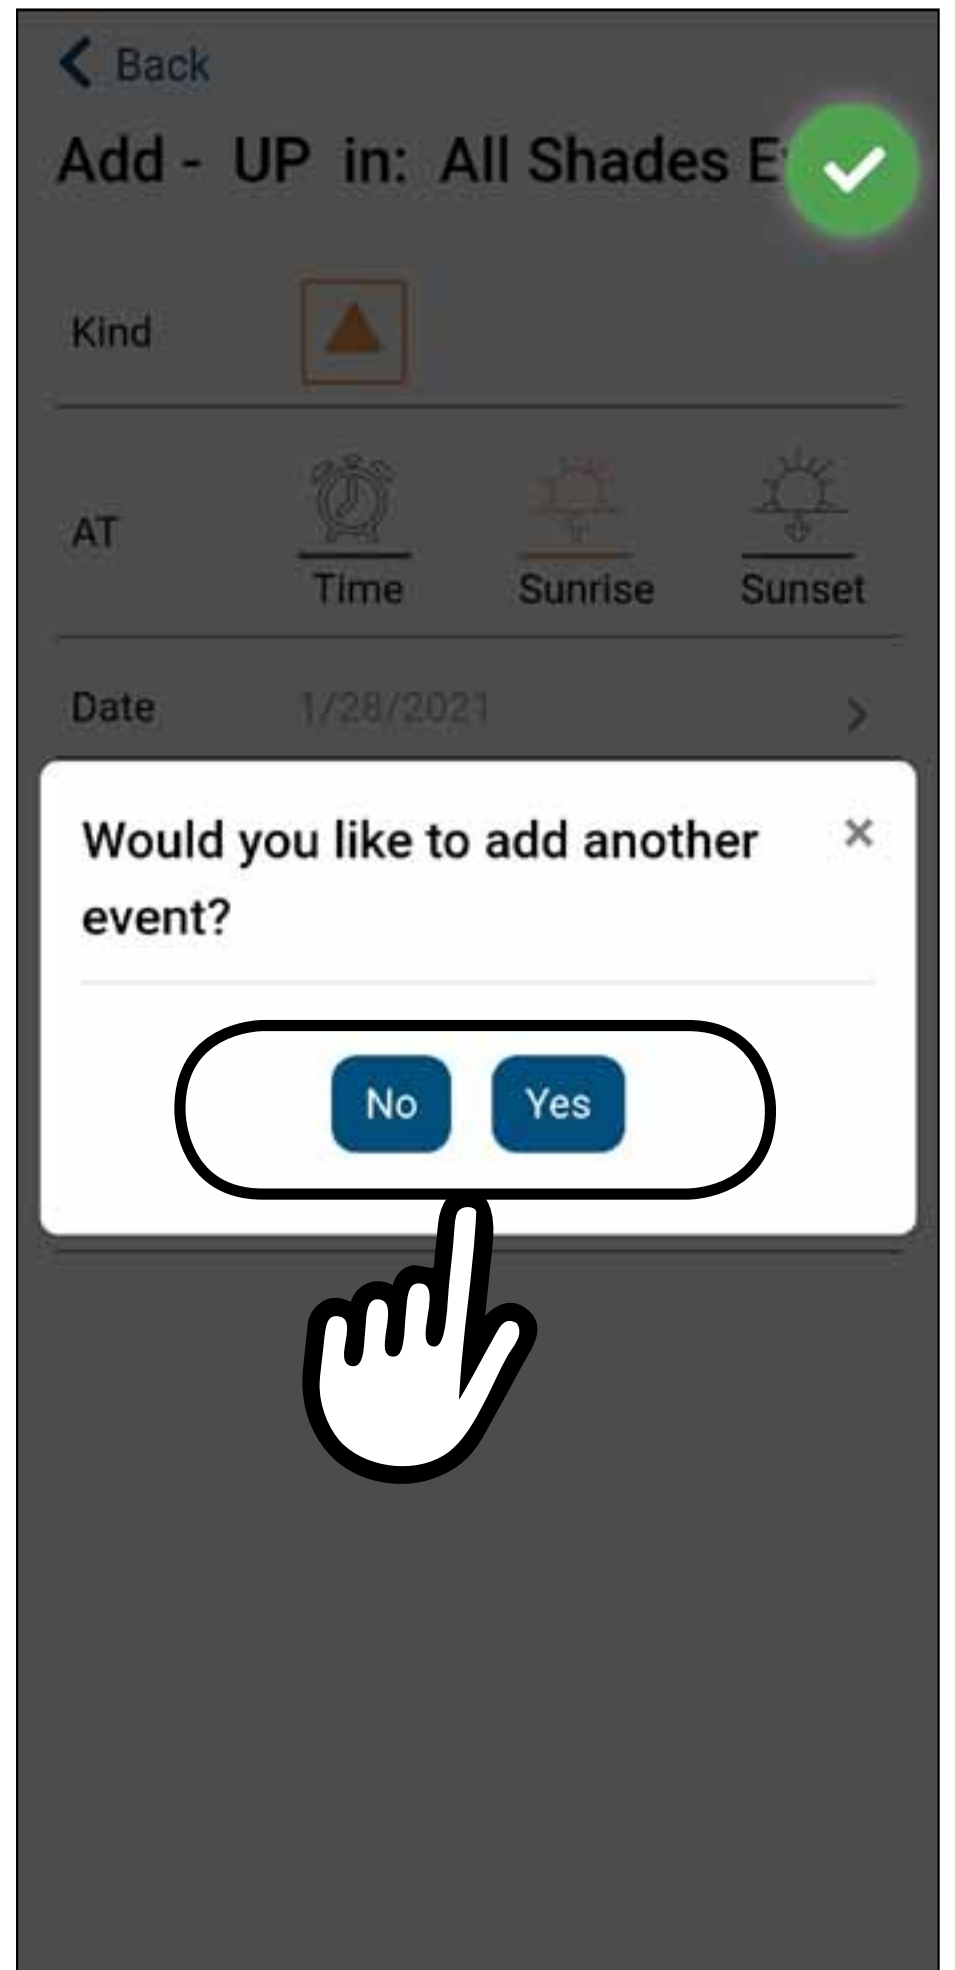 Back
Add - UP in: All Shades E
Kind
AT
Time Sunrise Sunset
Date 1/28/2021
Would you like to add another
event?
No Yes